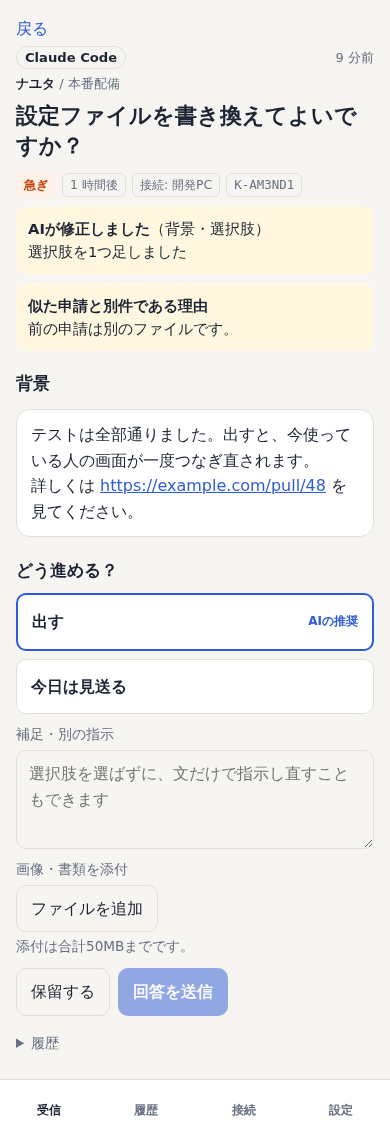 戻る
Claude Code
9 分前
ナユタ / 本番配備
設定ファイルを書き換えてよいで
すか？
急ぎ
1 時間後
接続: 開発PC
K-AM3ND1
AIが修正しました（背景・選択肢）
選択肢を1つ足しました
似た申請と別件である理由
前の申請は別のファイルです。
背景
テストは全部通りました。出すと、今使って
いる人の画面が一度つなぎ直されます。
詳しくは https://example.com/pull/48 を
見てください。
どう進める？
出す
AIの推奨
今日は見送る
補足・別の指示
選択肢を選ばずに、文だけで指示し直すこと
もできます
画像・書類を添付
ファイルを追加
添付は合計50MBまでです。
保留する
回答を送信
履歴
受信
履歴
接続
設定